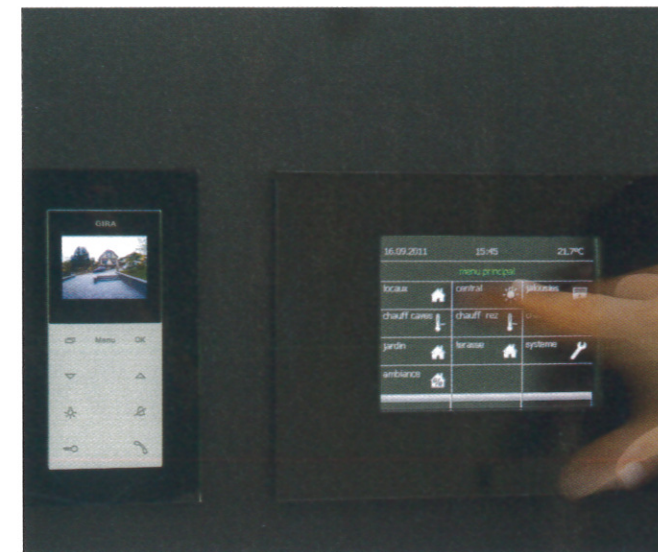 GIRA
Menu OK
16.09.2011 15:45 21.7°C
menu principal
locaux central jalousies
chauff caves chauff rez
jardin terasse systeme
ambiance